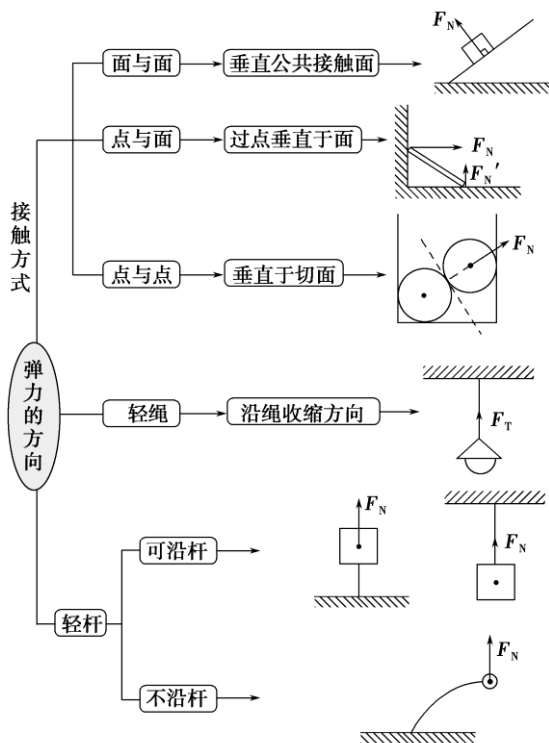 面与面
垂直公共接触面
F_N
点与面
过点垂直于面
F_N
F_N'
接触方式
点与点
垂直于切面
F_N
弹力的方向
轻绳
沿绳收缩方向
F_T
可沿杆
F_N
F_N
轻杆
不沿杆
F_N